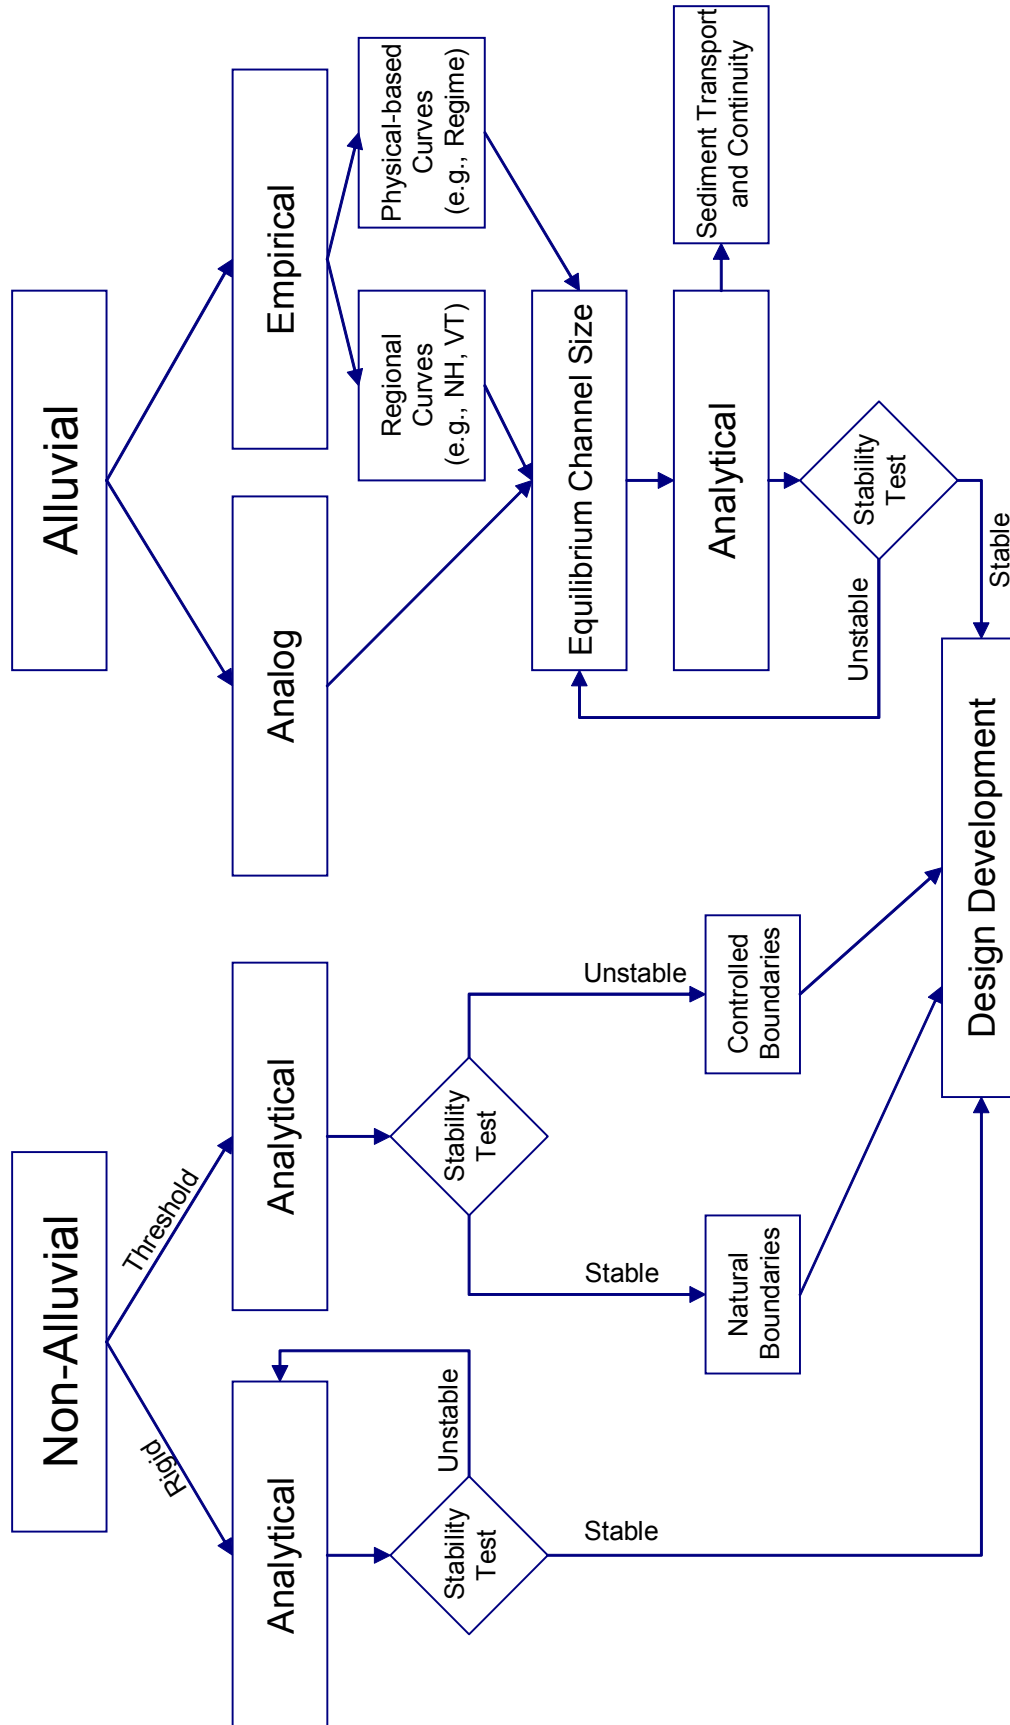 Non-Alluvial
Alluvial
Rigid
Threshold
Analytical
Analytical
Analog
Empirical
Stability
Test
Unstable
Stability
Test
Regional
Curves
(e.g., NH, VT)
Physical-based
Curves
(e.g., Regime)
Equilibrium Channel Size
Stable
Stable
Unstable
Natural
Boundaries
Controlled
Boundaries
Analytical
Sediment Transport
and Continuity
Unstable
Stability
Test
Stable
Design Development